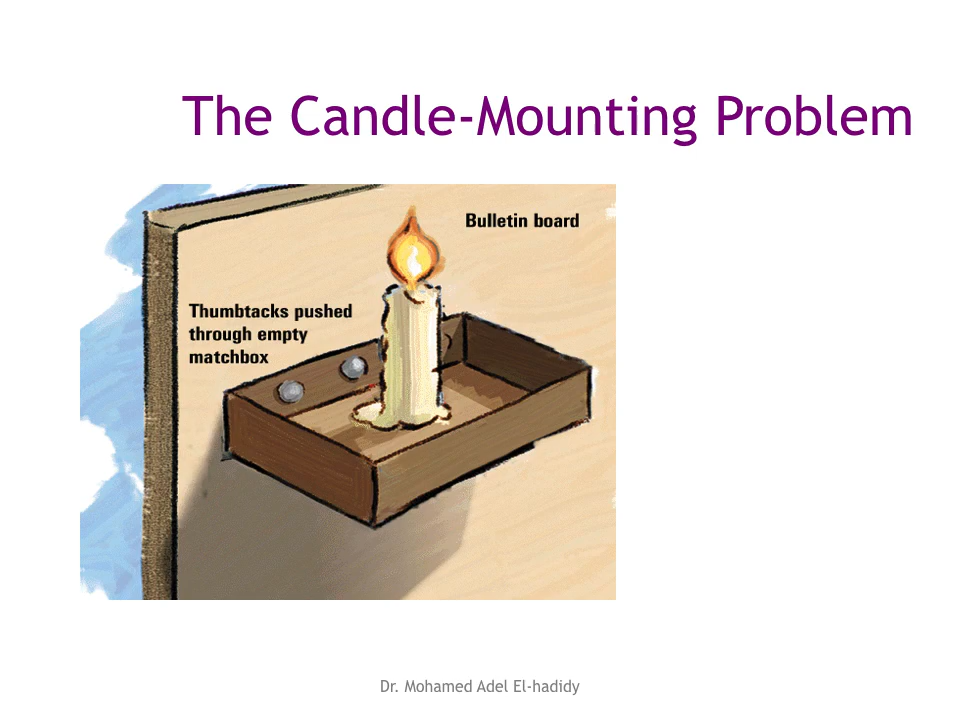 The Candle-Mounting Problem
Bulletin board
Thumbtacks pushed
through empty
matchbox
Dr. Mohamed Adel El-hadidy